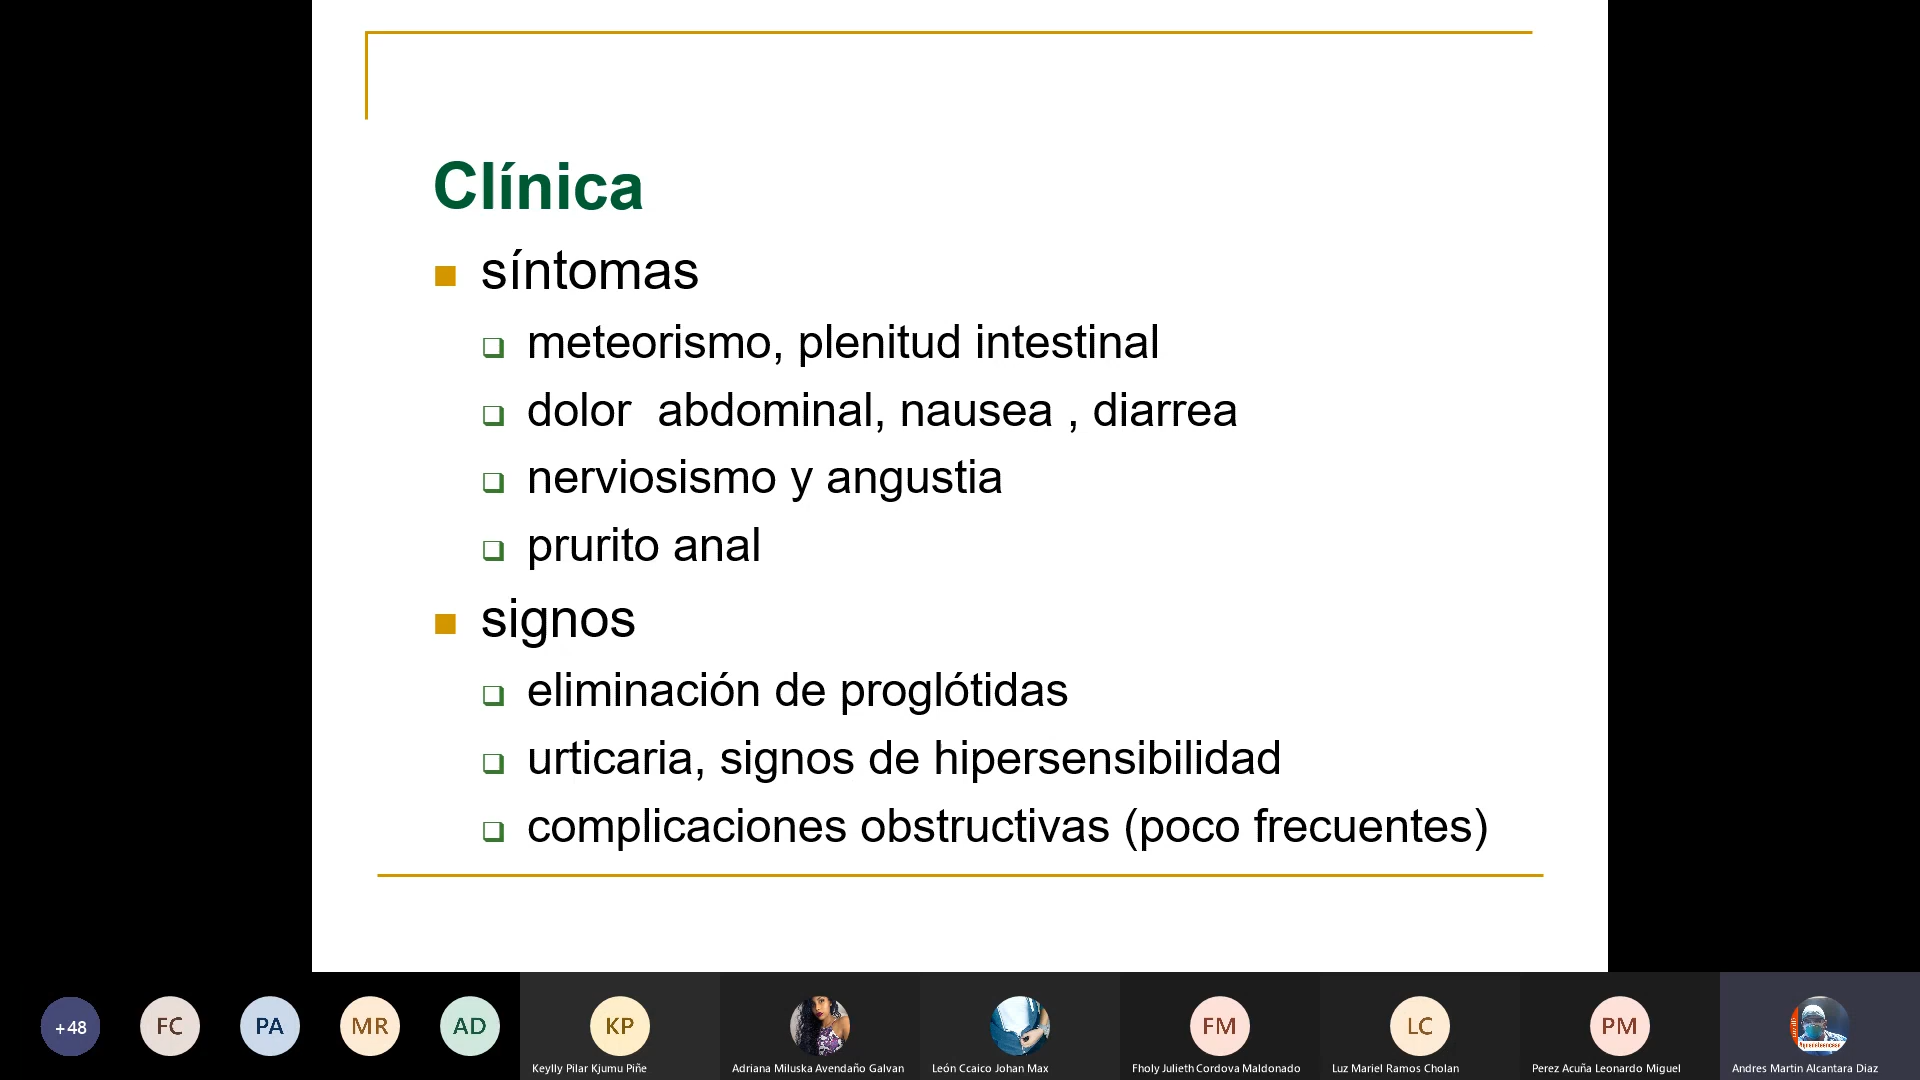 Clínica
síntomas
meteorismo, plenitud intestinal
dolor  abdominal, nausea , diarrea
nerviosismo y angustia
prurito anal
signos
eliminación de proglótidas
urticaria, signos de hipersensibilidad
complicaciones obstructivas (poco frecuentes)
+48
FC
PA
MR
AD
KP
FM
LC
PM
Keylly Pilar Kjumu Piñe
Adriana Miluska Avendaño Galvan
León Ccaico Johan Max
Fholy Julieth Cordova Maldonado
Luz Mariel Ramos Cholan
Perez Acuña Leonardo Miguel
Andres Martin Alcantara Diaz